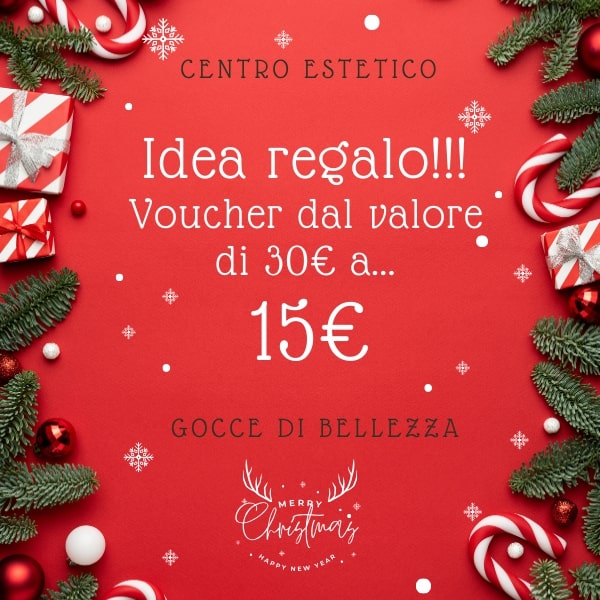 CENTRO ESTETICO
Idea regalo!!!
Voucher dal valore
di 30€ a...
15€
GOCCE DI BELLEZZA
MERRY
Christmas
HAPPY NEW YEAR